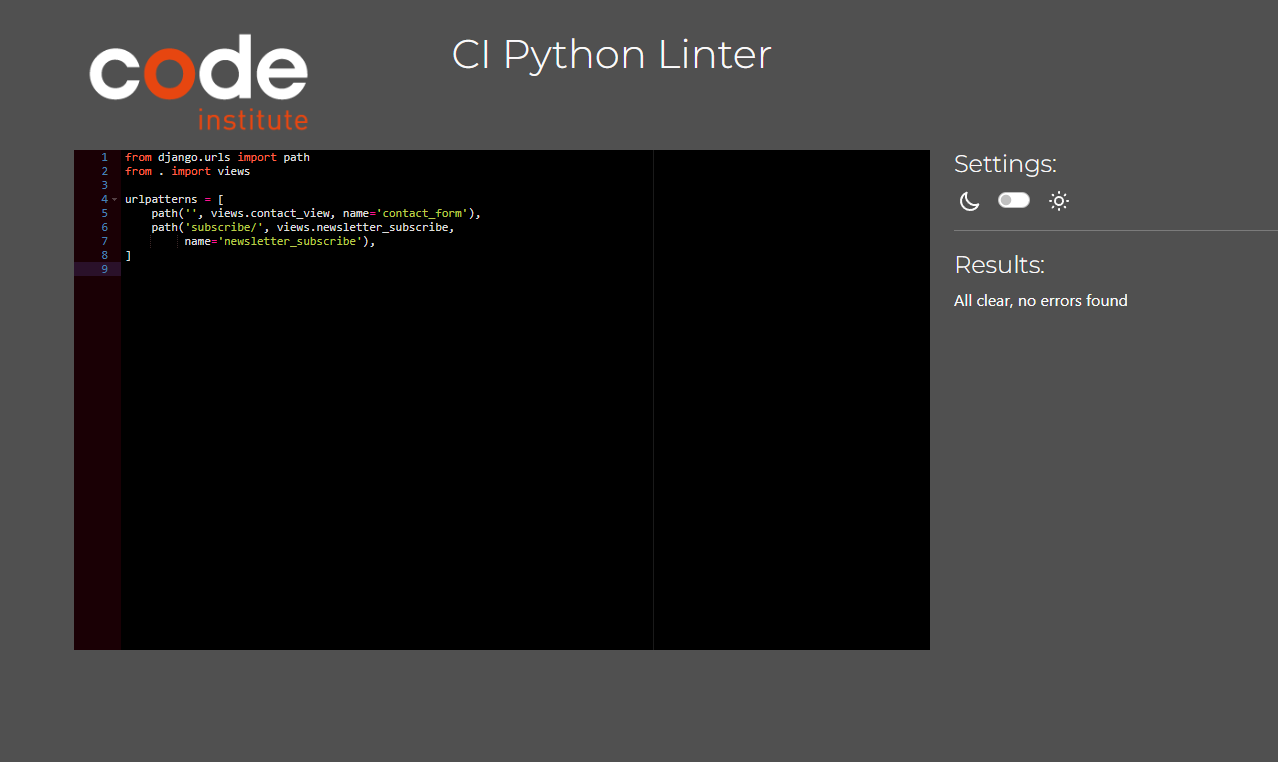 code
institute
CI Python Linter
1 from django.urls import path
2 from . import views
3
4 urlpatterns = [
5     path('', views.contact_view, name='contact_form'),
6     path('subscribe/', views.newsletter_subscribe,
7          name='newsletter_subscribe'),
8 ]
9
Settings:
Results:
All clear, no errors found